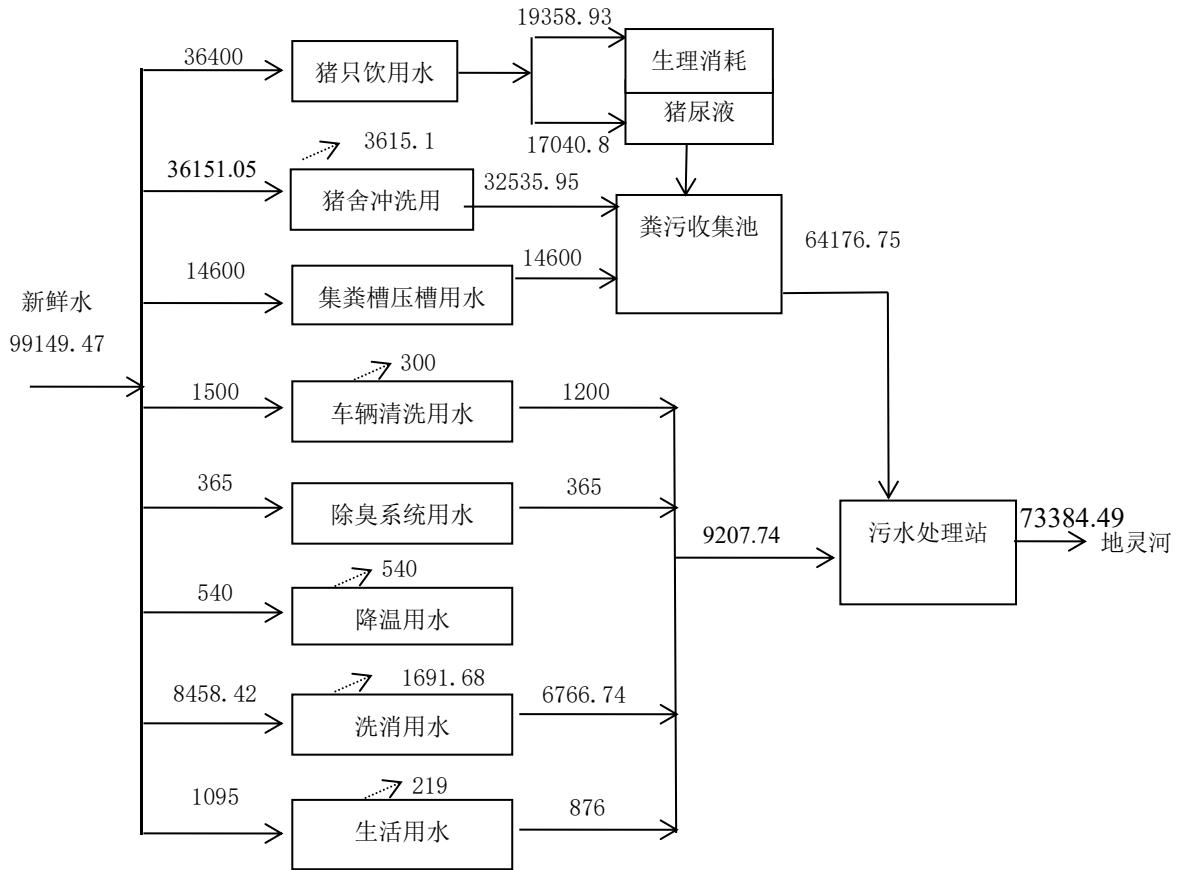 19358.93
36400
猪只饮用水
生理消耗
猪尿液
17040.8
3615.1
36151.05
猪舍冲洗用
32535.95
粪污收集池
64176.75
14600
集粪槽压槽用水
14600
新鲜水
99149.47
300
1500
车辆清洗用水
1200
365
除臭系统用水
365
9207.74
污水处理站
73384.49
地灵河
540
540
降温用水
1691.68
8458.42
洗消用水
6766.74
219
1095
生活用水
876